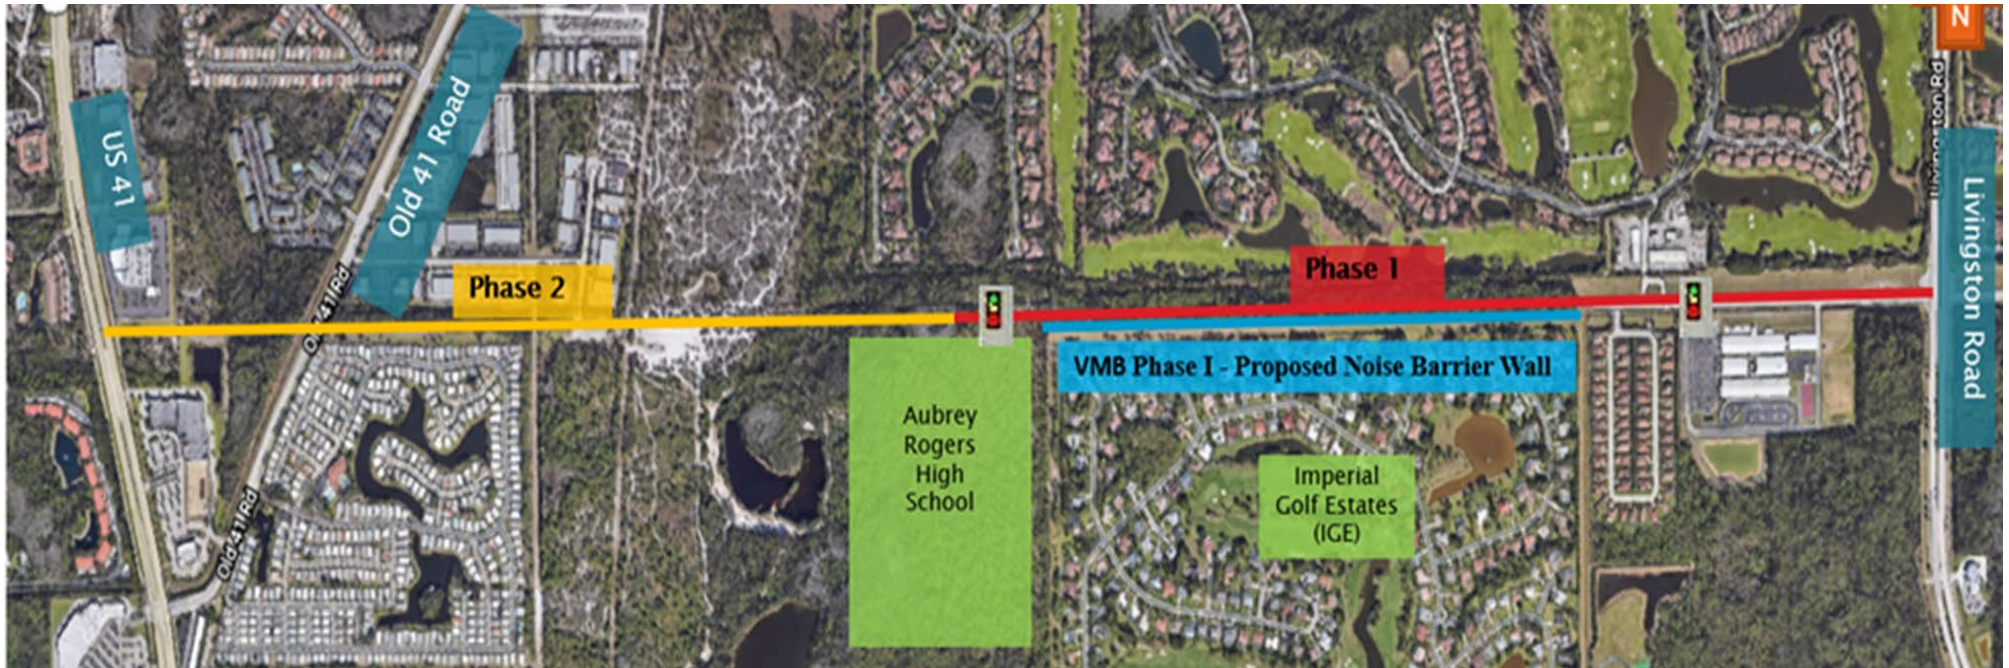 N
US 41
Old 41 Road
Livingston Rd
Livingston Road
Old 41 Rd
Phase 2
Phase 1
VMB Phase I - Proposed Noise Barrier Wall
Aubrey
Rogers
High
School
Imperial
Golf Estates
(IGE)
Old 41 Rd